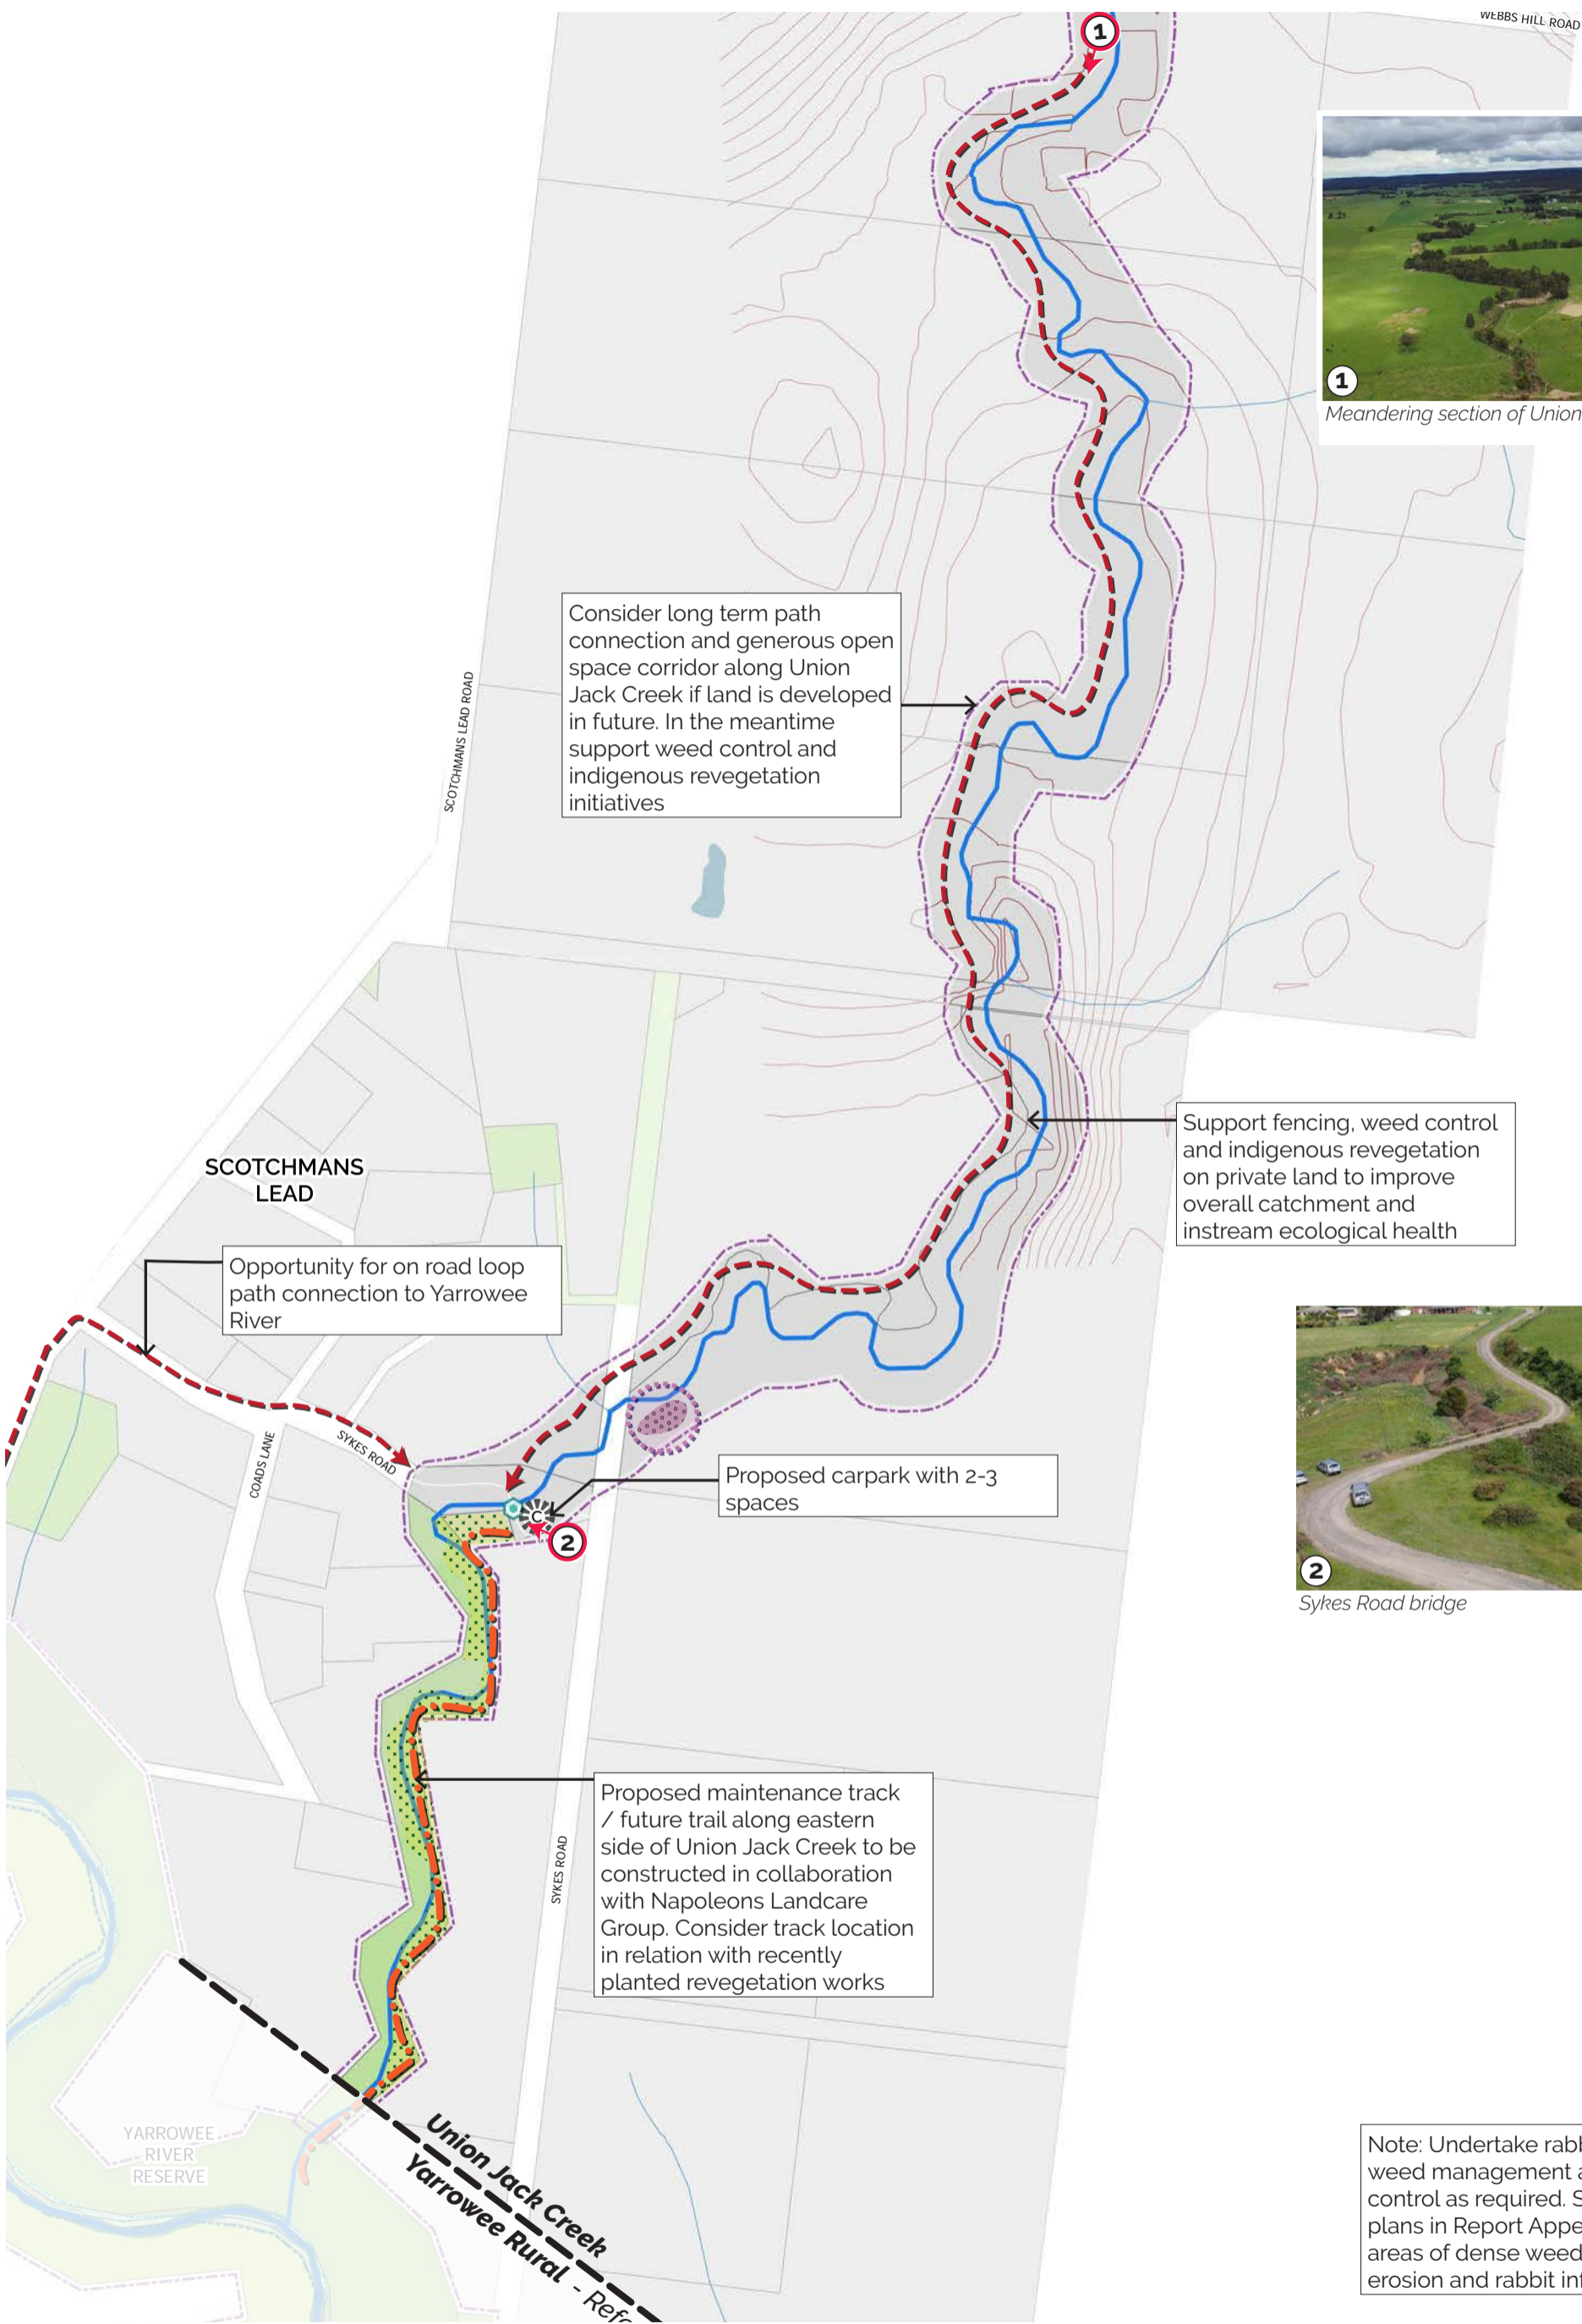 WEBBS HILL ROAD
1
1
Meandering section of Union
Consider long term path
connection and generous open
space corridor along Union
Jack Creek if land is developed
in future. In the meantime
support weed control and
indigenous revegetation
initiatives
SCOTCHMANS LEAD ROAD
Support fencing, weed control
and indigenous revegetation
on private land to improve
overall catchment and
instream ecological health
SCOTCHMANS
LEAD
Opportunity for on road loop
path connection to Yarrowee
River
COADS LANE
SYKES ROAD
Proposed carpark with 2-3
spaces
C
2
2
Sykes Road bridge
Proposed maintenance track
/ future trail along eastern
side of Union Jack Creek to be
constructed in collaboration
with Napoleons Landcare
Group. Consider track location
in relation with recently
planted revegetation works
SYKES ROAD
YARROWEE
RIVER
RESERVE
Union Jack Creek
Yarrowee Rural - Refe
Note: Undertake rabb
weed management a
control as required. S
plans in Report Appe
areas of dense weed
erosion and rabbit inf